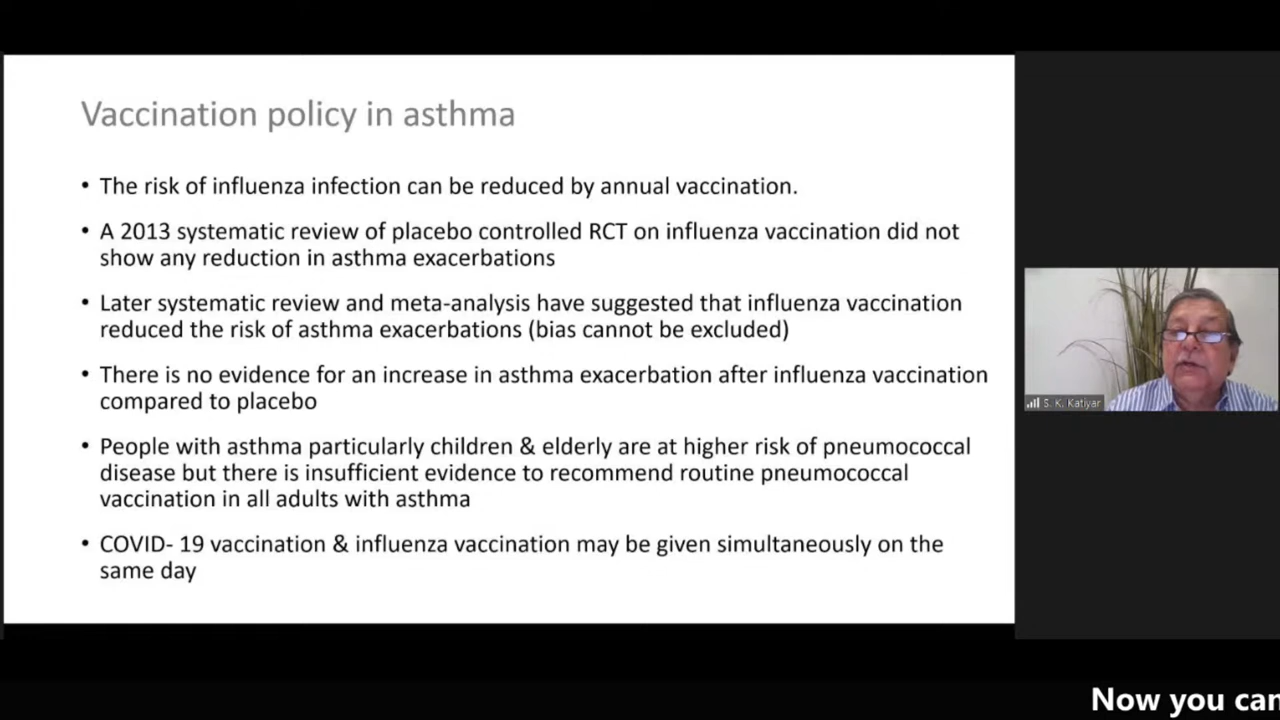 Vaccination policy in asthma
• The risk of influenza infection can be reduced by annual vaccination.
• A 2013 systematic review of placebo controlled RCT on influenza vaccination did not
show any reduction in asthma exacerbations
• Later systematic review and meta-analysis have suggested that influenza vaccination
reduced the risk of asthma exacerbations (bias cannot be excluded)
• There is no evidence for an increase in asthma exacerbation after influenza vaccination
compared to placebo
• People with asthma particularly children & elderly are at higher risk of pneumococcal
disease but there is insufficient evidence to recommend routine pneumococcal
vaccination in all adults with asthma
• COVID- 19 vaccination & influenza vaccination may be given simultaneously on the
same day
S. K. Katiyar
Now you can